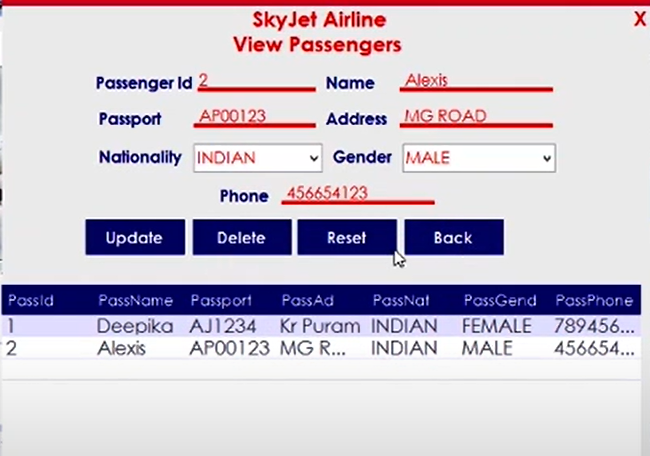 SkyJet Airline
X
View Passengers
Passenger Id 2 Name Alexis
Passport AP00123 Address MG ROAD
Nationality INDIAN Gender MALE
Phone 456654123
Update Delete Reset Back
PassId PassName Passport PassAd PassNat PassGend PassPhone
1 Deepika AJ1234 Kr Puram INDIAN FEMALE 789456...
2 Alexis AP00123 MG R... INDIAN MALE 456654...